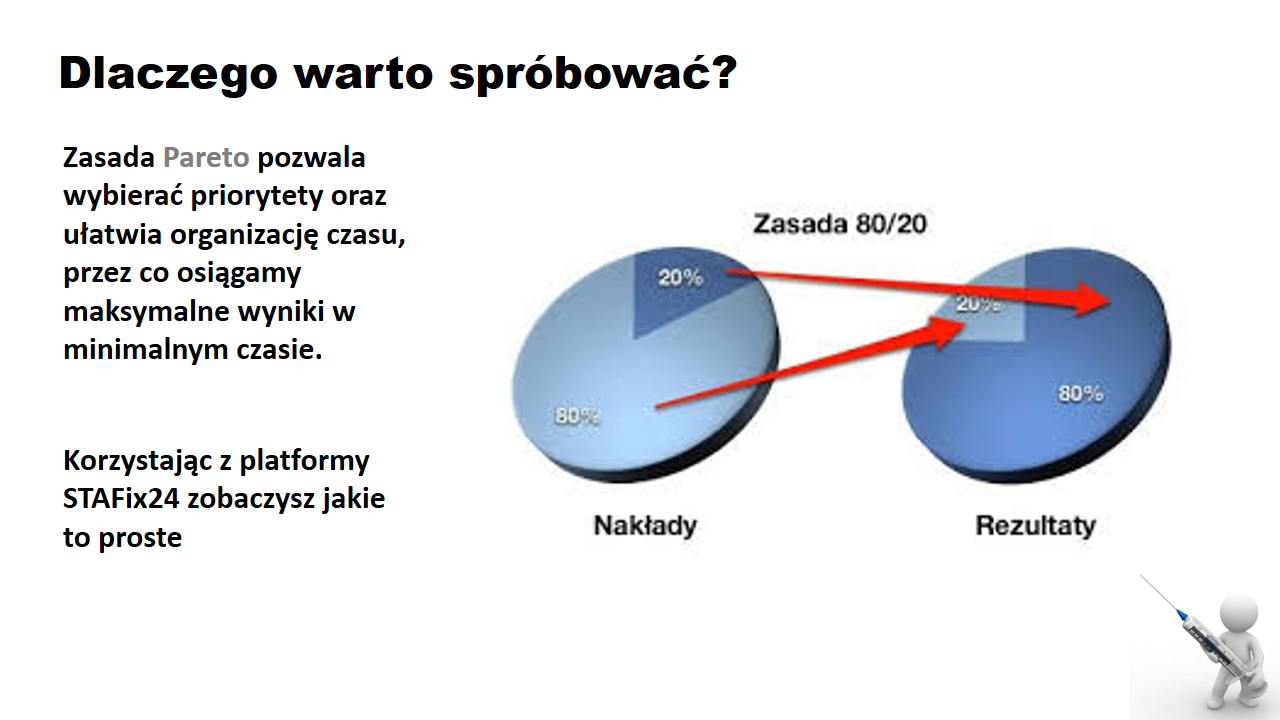 Dlaczego warto spróbować?
Zasada Pareto pozwala
wybierać priorytety oraz
ułatwia organizację czasu,
przez co osiągamy
maksymalne wyniki w
minimalnym czasie.
Korzystając z platformy
STAFix24 zobaczysz jakie
to proste
Zasada 80/20
20%
80%
20%
80%
Nakłady
Rezultaty